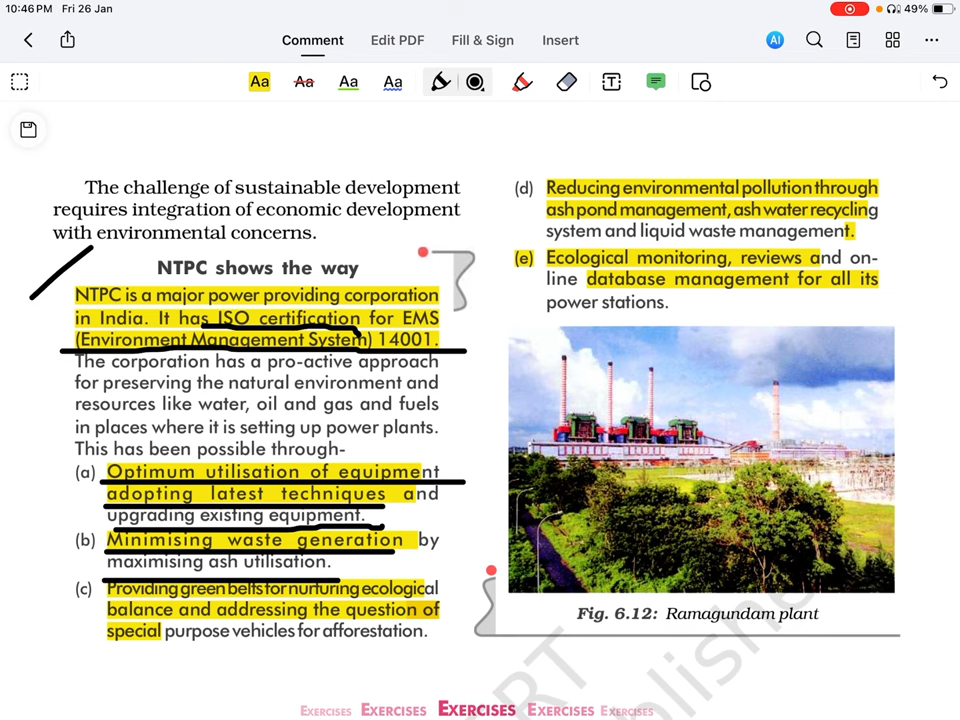 10:46 PM Fri 26 Jan
49%
Comment
Edit PDF
Fill & Sign
Insert
AI
Aa
Aa
Aa
Aa
T
The challenge of sustainable development
requires integration of economic development
with environmental concerns.
NTPC shows the way
NTPC is a major power providing corporation
in India. It has ISO certification for EMS
(Environment Management System) 14001.
The corporation has a pro-active approach
for preserving the natural environment and
resources like water, oil and gas and fuels
in places where it is setting up power plants.
This has been possible through-
(a) Optimum utilisation of equipment
adopting latest techniques and
upgrading existing equipment.
(b) Minimising waste generation by
maximising ash utilisation.
(c) Providing green belts for nurturing ecological
balance and addressing the question of
special purpose vehicles for afforestation.
(d) Reducing environmental pollution through
ash pond management, ash water recycling
system and liquid waste management.
(e) Ecological monitoring, reviews and on-
line database management for all its
power stations.
Fig. 6.12: Ramagundam plant
EXERCISES EXERCISES EXERCISES EXERCISES EXERCISES